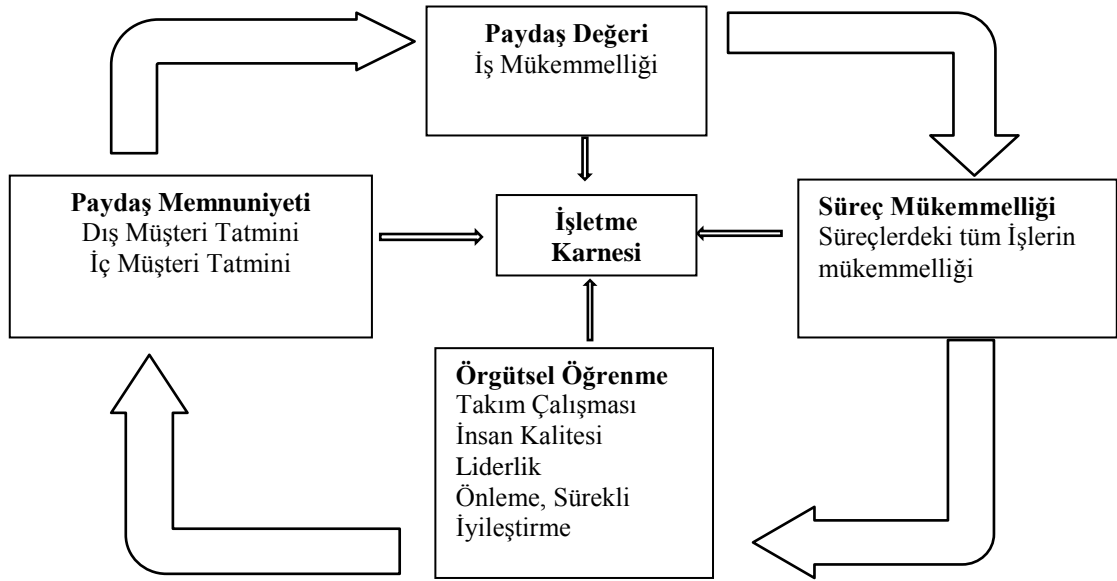 Paydaş Değeri
İş Mükemmelliği
Paydaş Memnuniyeti
Dış Müşteri Tatmini
İç Müşteri Tatmini
İşletme
Karnesi
Süreç Mükemmelliği
Süreçlerdeki tüm İşlerin
mükemmelliği
Örgütsel Öğrenme
Takım Çalışması
İnsan Kalitesi
Liderlik
Önleme, Sürekli
İyileştirme